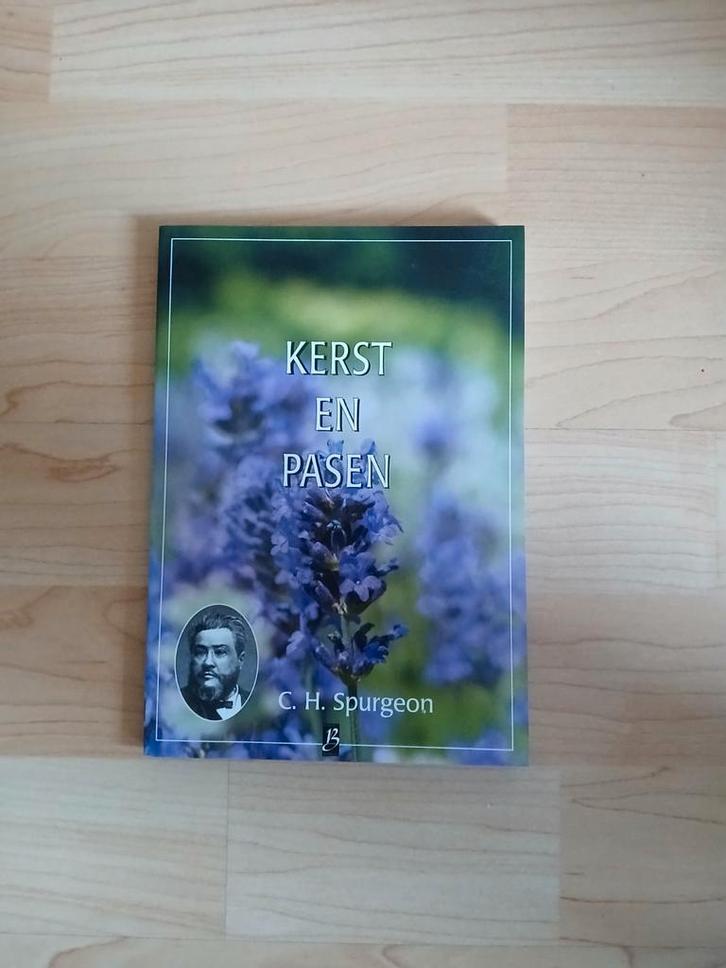 KERST
EN
PASEN
C. H. Spurgeon
B